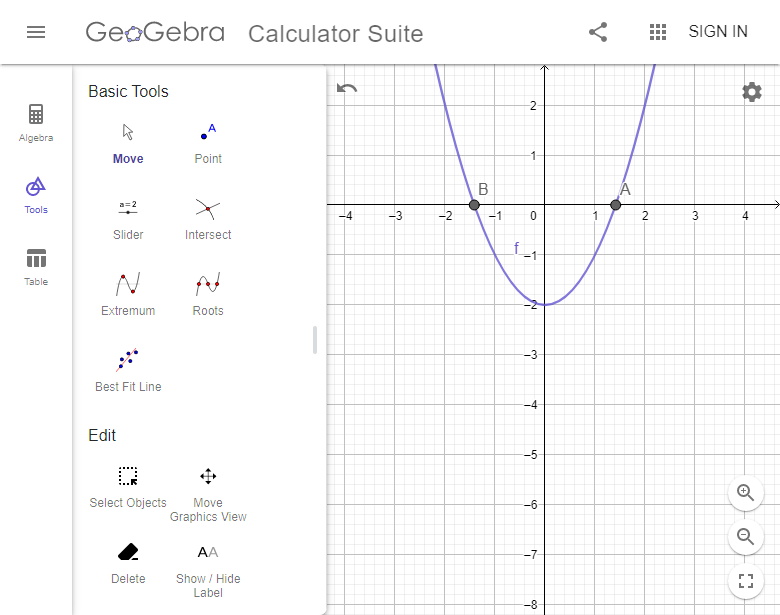 GeoGebra Calculator Suite SIGN IN
Algebra
Tools
Table
Basic Tools
A
Move Point
a=2
Slider Intersect
Extremum Roots
Best Fit Line
Edit
Select Objects Move
Graphics View
AA
Delete Show / Hide
Label
2
1
B A
–4 –3 –2 –1 0 1 2 3 4
f
–1
–2
–3
–4
–5
–6
–7
–8